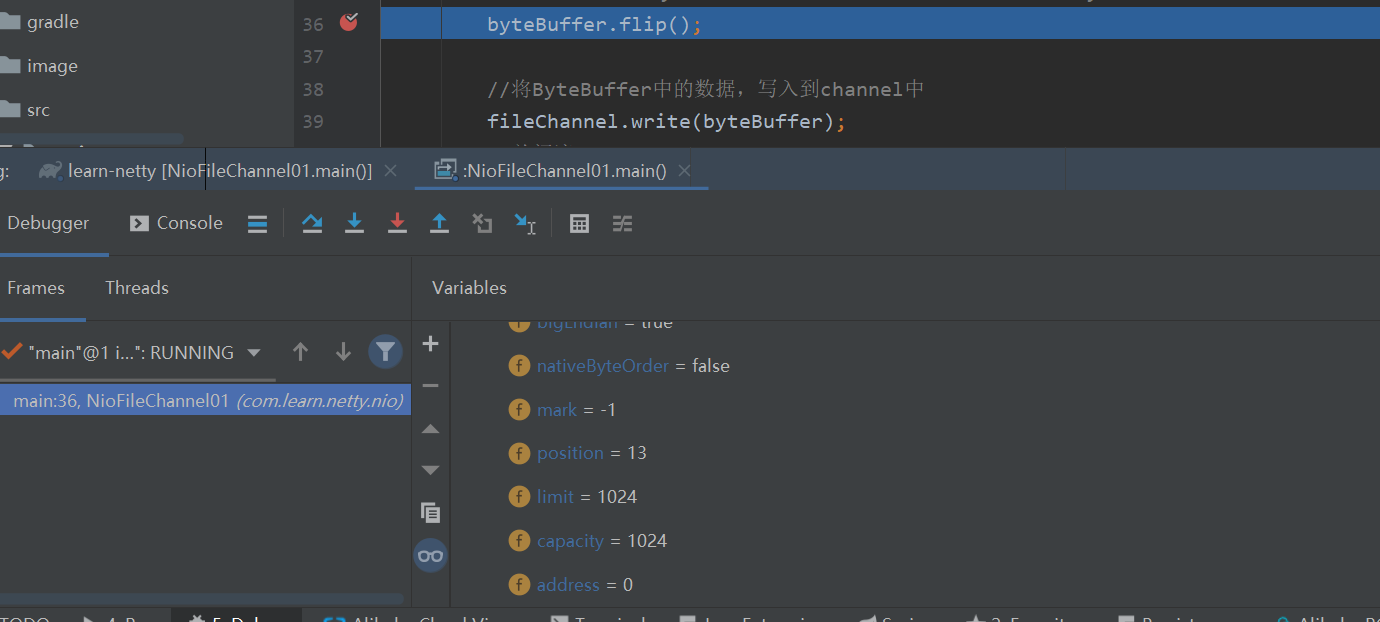 gradle
image
src
36 byteBuffer.flip();
37
38 //将ByteBuffer中的数据，写入到channel中
39 fileChannel.write(byteBuffer);
g: learn-netty [NioFileChannel01.main()] :NioFileChannel01.main()
Debugger Console
Frames Threads Variables
"main"@1 i...": RUNNING
main:36, NioFileChannel01 (com.learn.netty.nio)
bigEndian = true
f nativeByteOrder = false
f mark = -1
f position = 13
f limit = 1024
f capacity = 1024
f address = 0
TODO